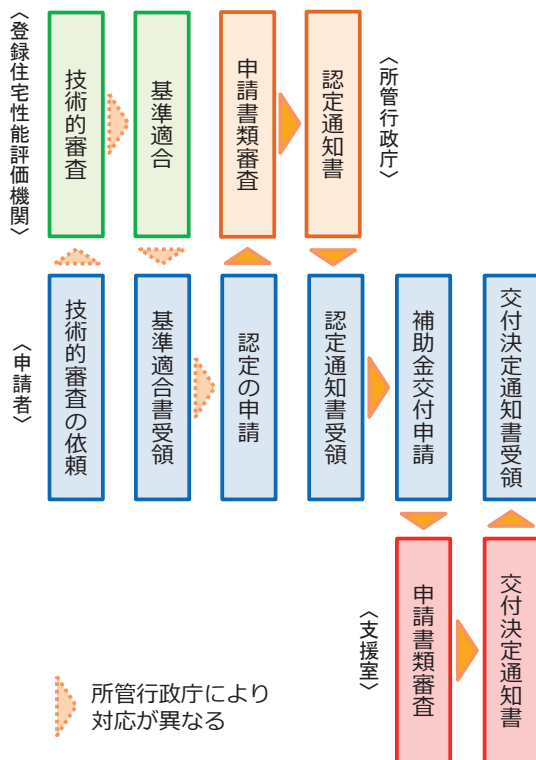 〈登録住宅性能評価機関〉
技術的審査
基準適合
申請書類審査
認定通知書
〈所管行政庁〉
〈申請者〉
技術的審査の依頼
基準適合書受領
認定の申請
認定通知書受領
補助金交付申請
交付決定通知書受領
〈支援室〉
申請書類審査
交付決定通知書
所管行政庁により
対応が異なる